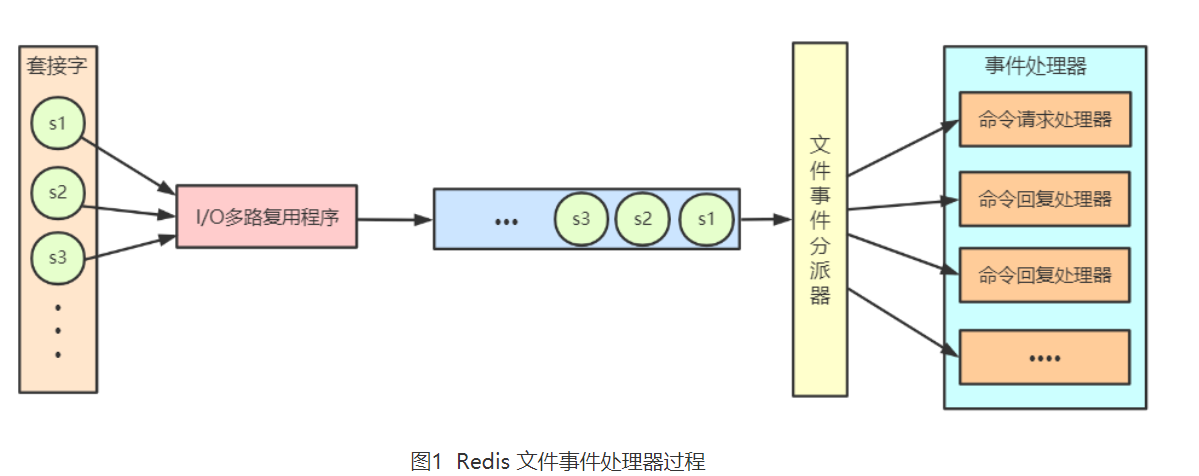 套接字
s1
s2
s3
I/O多路复用程序
••• s3 s2 s1
文件事件分派器
事件处理器
命令请求处理器
命令回复处理器
命令回复处理器
••••
图1 Redis 文件事件处理器过程